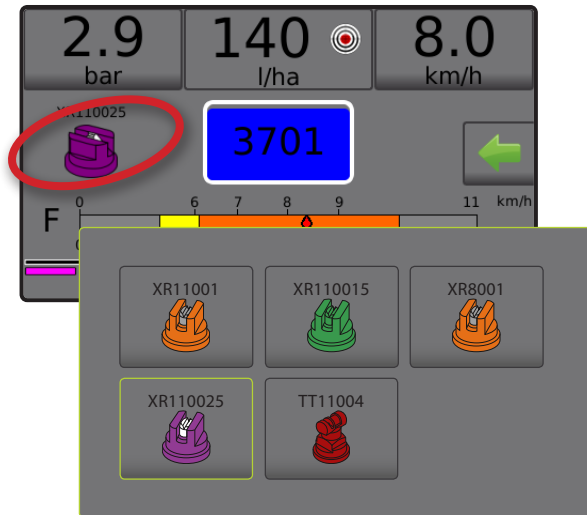 2.9 140 8.0
bar l/ha km/h
XR110025
3701
0 6 7 8 9 11 km/h
F
XR11001 XR110015 XR8001
XR110025 TT11004